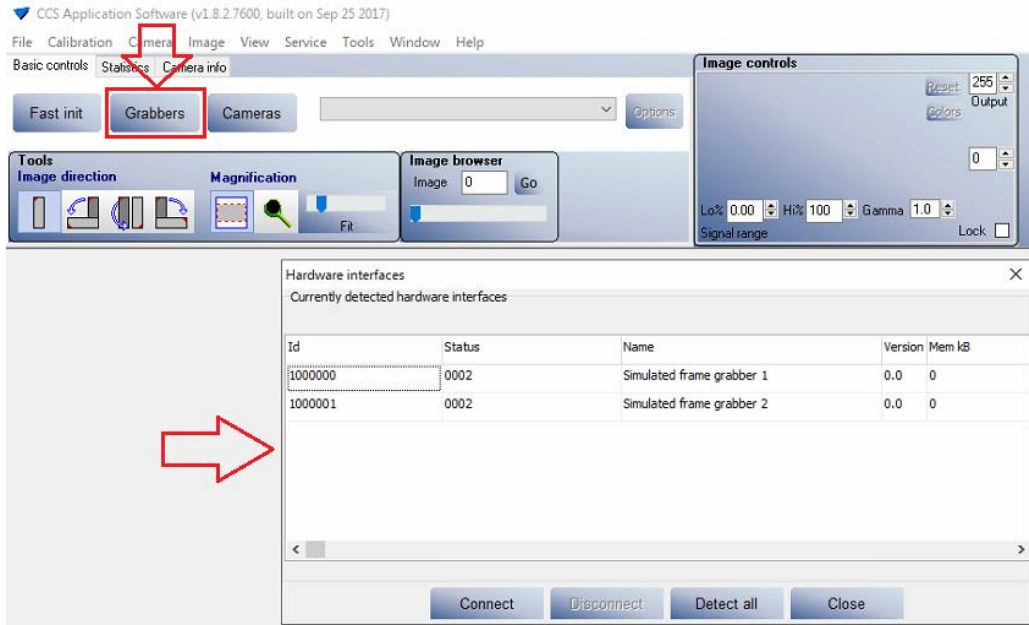 CCS Application Software (v1.8.2.7600, built on Sep 25 2017)
File Calibration Camera Image View Service Tools Window Help
Basic controls Statistics Camera info
Fast init Grabbers Cameras Options
Tools
Image direction Magnification
Fit
Image browser
Image 0 Go
Image controls
Reset 255
Colors Output
0
Lo% 0.00 Hi% 100 Gamma 1.0
Signal range Lock
Hardware interfaces
Currently detected hardware interfaces
Id Status Name Version Mem kB
1000000 0002 Simulated frame grabber 1 0.0 0
1000001 0002 Simulated frame grabber 2 0.0 0
Connect Disconnect Detect all Close